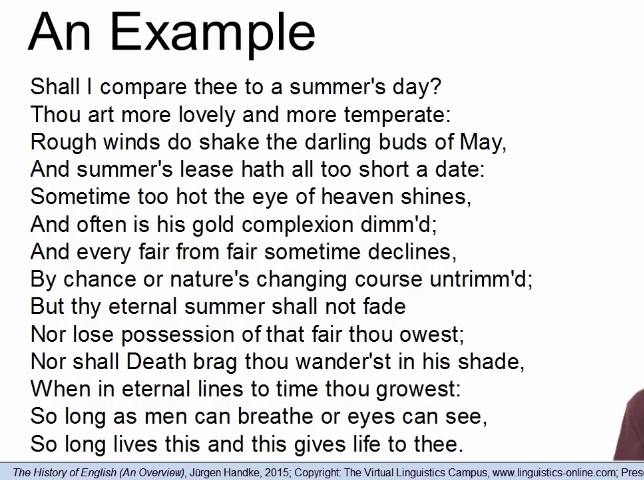 An Example
Shall I compare thee to a summer's day?
Thou art more lovely and more temperate:
Rough winds do shake the darling buds of May,
And summer's lease hath all too short a date:
Sometime too hot the eye of heaven shines,
And often is his gold complexion dimm'd;
And every fair from fair sometime declines,
By chance or nature's changing course untrimm'd;
But thy eternal summer shall not fade
Nor lose possession of that fair thou owest;
Nor shall Death brag thou wander'st in his shade,
When in eternal lines to time thou growest:
So long as men can breathe or eyes can see,
So long lives this and this gives life to thee.
The History of English (An Overview), Jürgen Handke, 2015; Copyright: The Virtual Linguistics Campus, www.linguistics-online.com; Prese